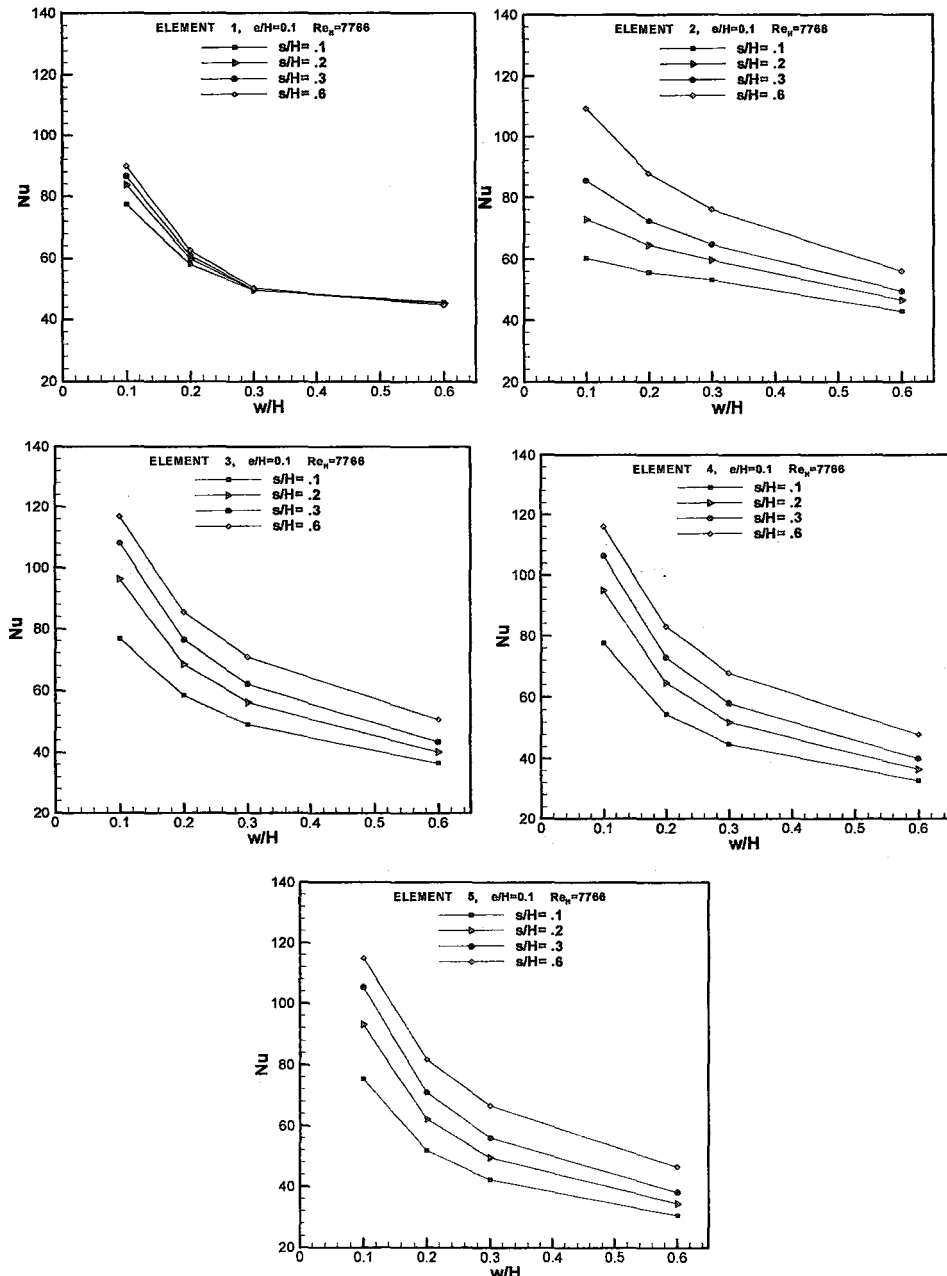 ELEMENT 1, e/H=0.1 Re_H=7766
s/H= .1
s/H= .2
s/H= .3
s/H= .6
Nu
140
120
100
80
60
40
20
0 0.1 0.2 0.3 0.4 0.5 0.6
w/H
ELEMENT 2, e/H=0.1 Re_H=7766
s/H= .1
s/H= .2
s/H= .3
s/H= .6
Nu
140
120
100
80
60
40
20
0 0.1 0.2 0.3 0.4 0.5 0.6
w/H
ELEMENT 3, e/H=0.1 Re_H=7766
s/H= .1
s/H= .2
s/H= .3
s/H= .6
Nu
140
120
100
80
60
40
20
0 0.1 0.2 0.3 0.4 0.5 0.6
w/H
ELEMENT 4, e/H=0.1 Re_H=7766
s/H= .1
s/H= .2
s/H= .3
s/H= .6
Nu
140
120
100
80
60
40
20
0 0.1 0.2 0.3 0.4 0.5 0.6
w/H
ELEMENT 5, e/H=0.1 Re_H=7766
s/H= .1
s/H= .2
s/H= .3
s/H= .6
Nu
140
120
100
80
60
40
20
0 0.1 0.2 0.3 0.4 0.5 0.6
w/H